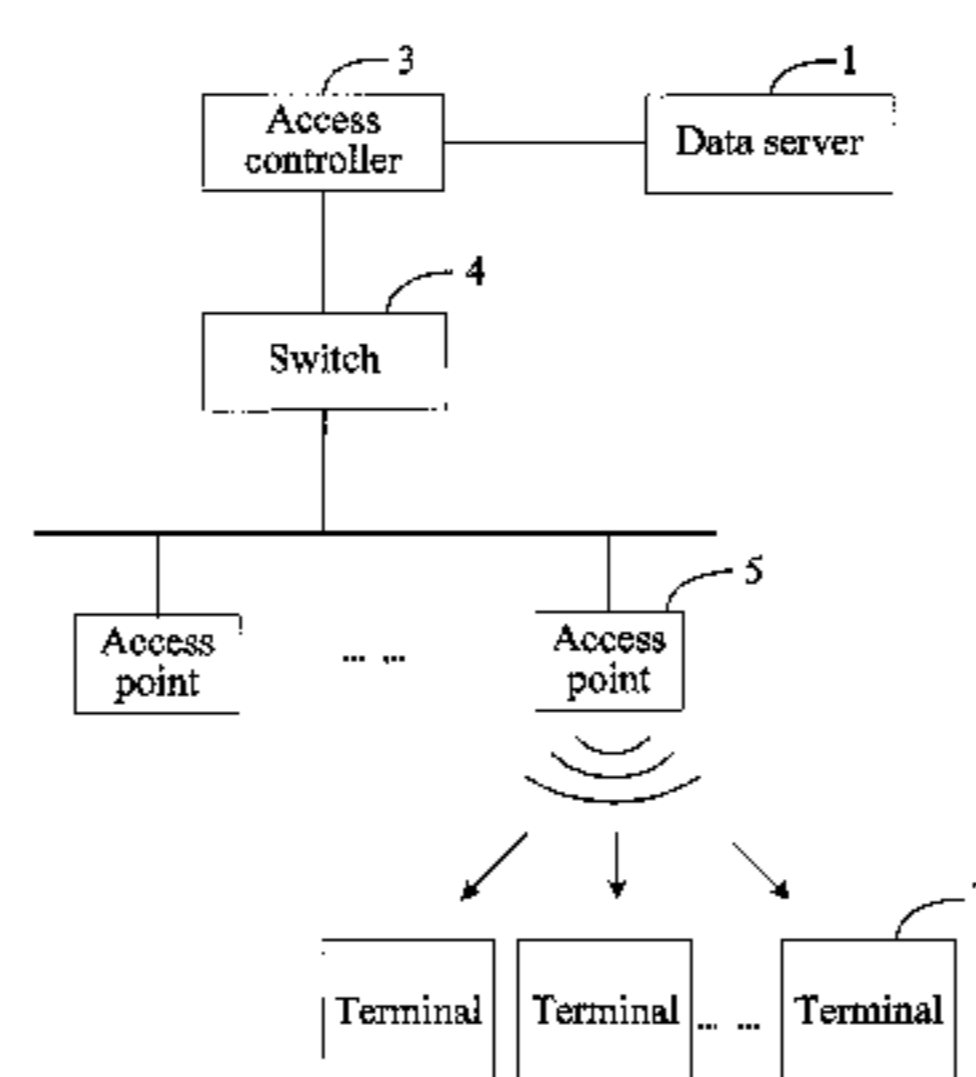 3
1
Access
controller
Data server
4
Switch
5
Access
point
... ...
Access
point
Terminal
Terminal
... ...
Terminal